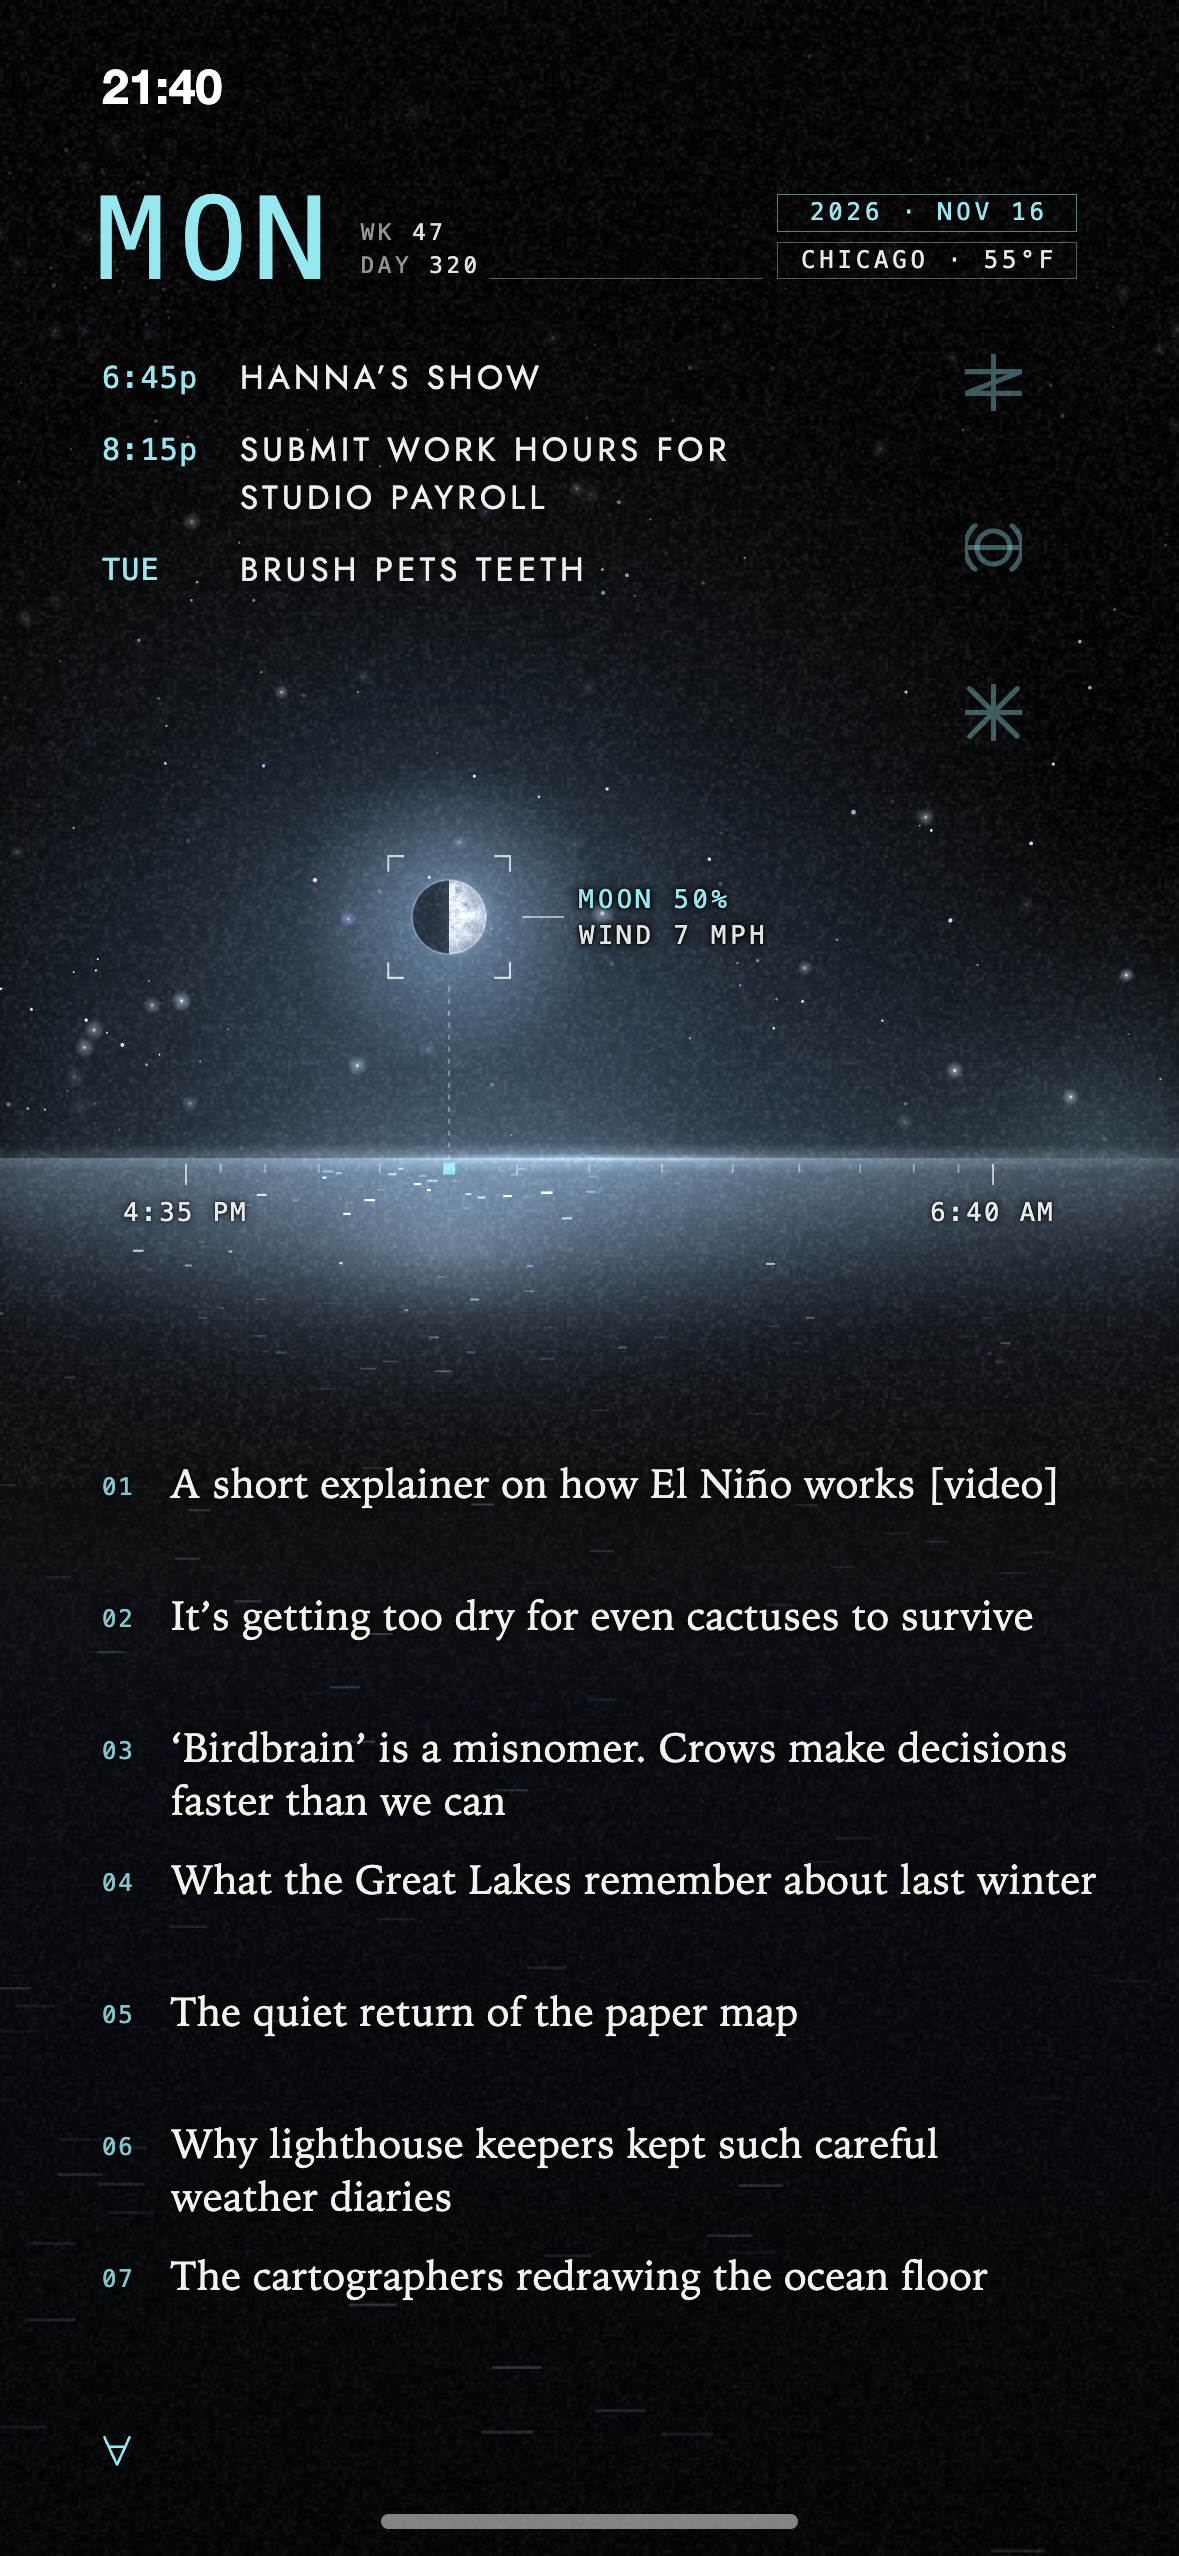 21:40
MON
WK 47
DAY 320
2026 · NOV 16
CHICAGO · 55°F
6:45p HANNA’S SHOW
8:15p SUBMIT WORK HOURS FOR
STUDIO PAYROLL
TUE BRUSH PETS TEETH
MOON 50%
WIND 7 MPH
4:35 PM
6:40 AM
01 A short explainer on how El Niño works [video]
02 It’s getting too dry for even cactuses to survive
03 ‘Birdbrain’ is a misnomer. Crows make decisions
faster than we can
04 What the Great Lakes remember about last winter
05 The quiet return of the paper map
06 Why lighthouse keepers kept such careful
weather diaries
07 The cartographers redrawing the ocean floor